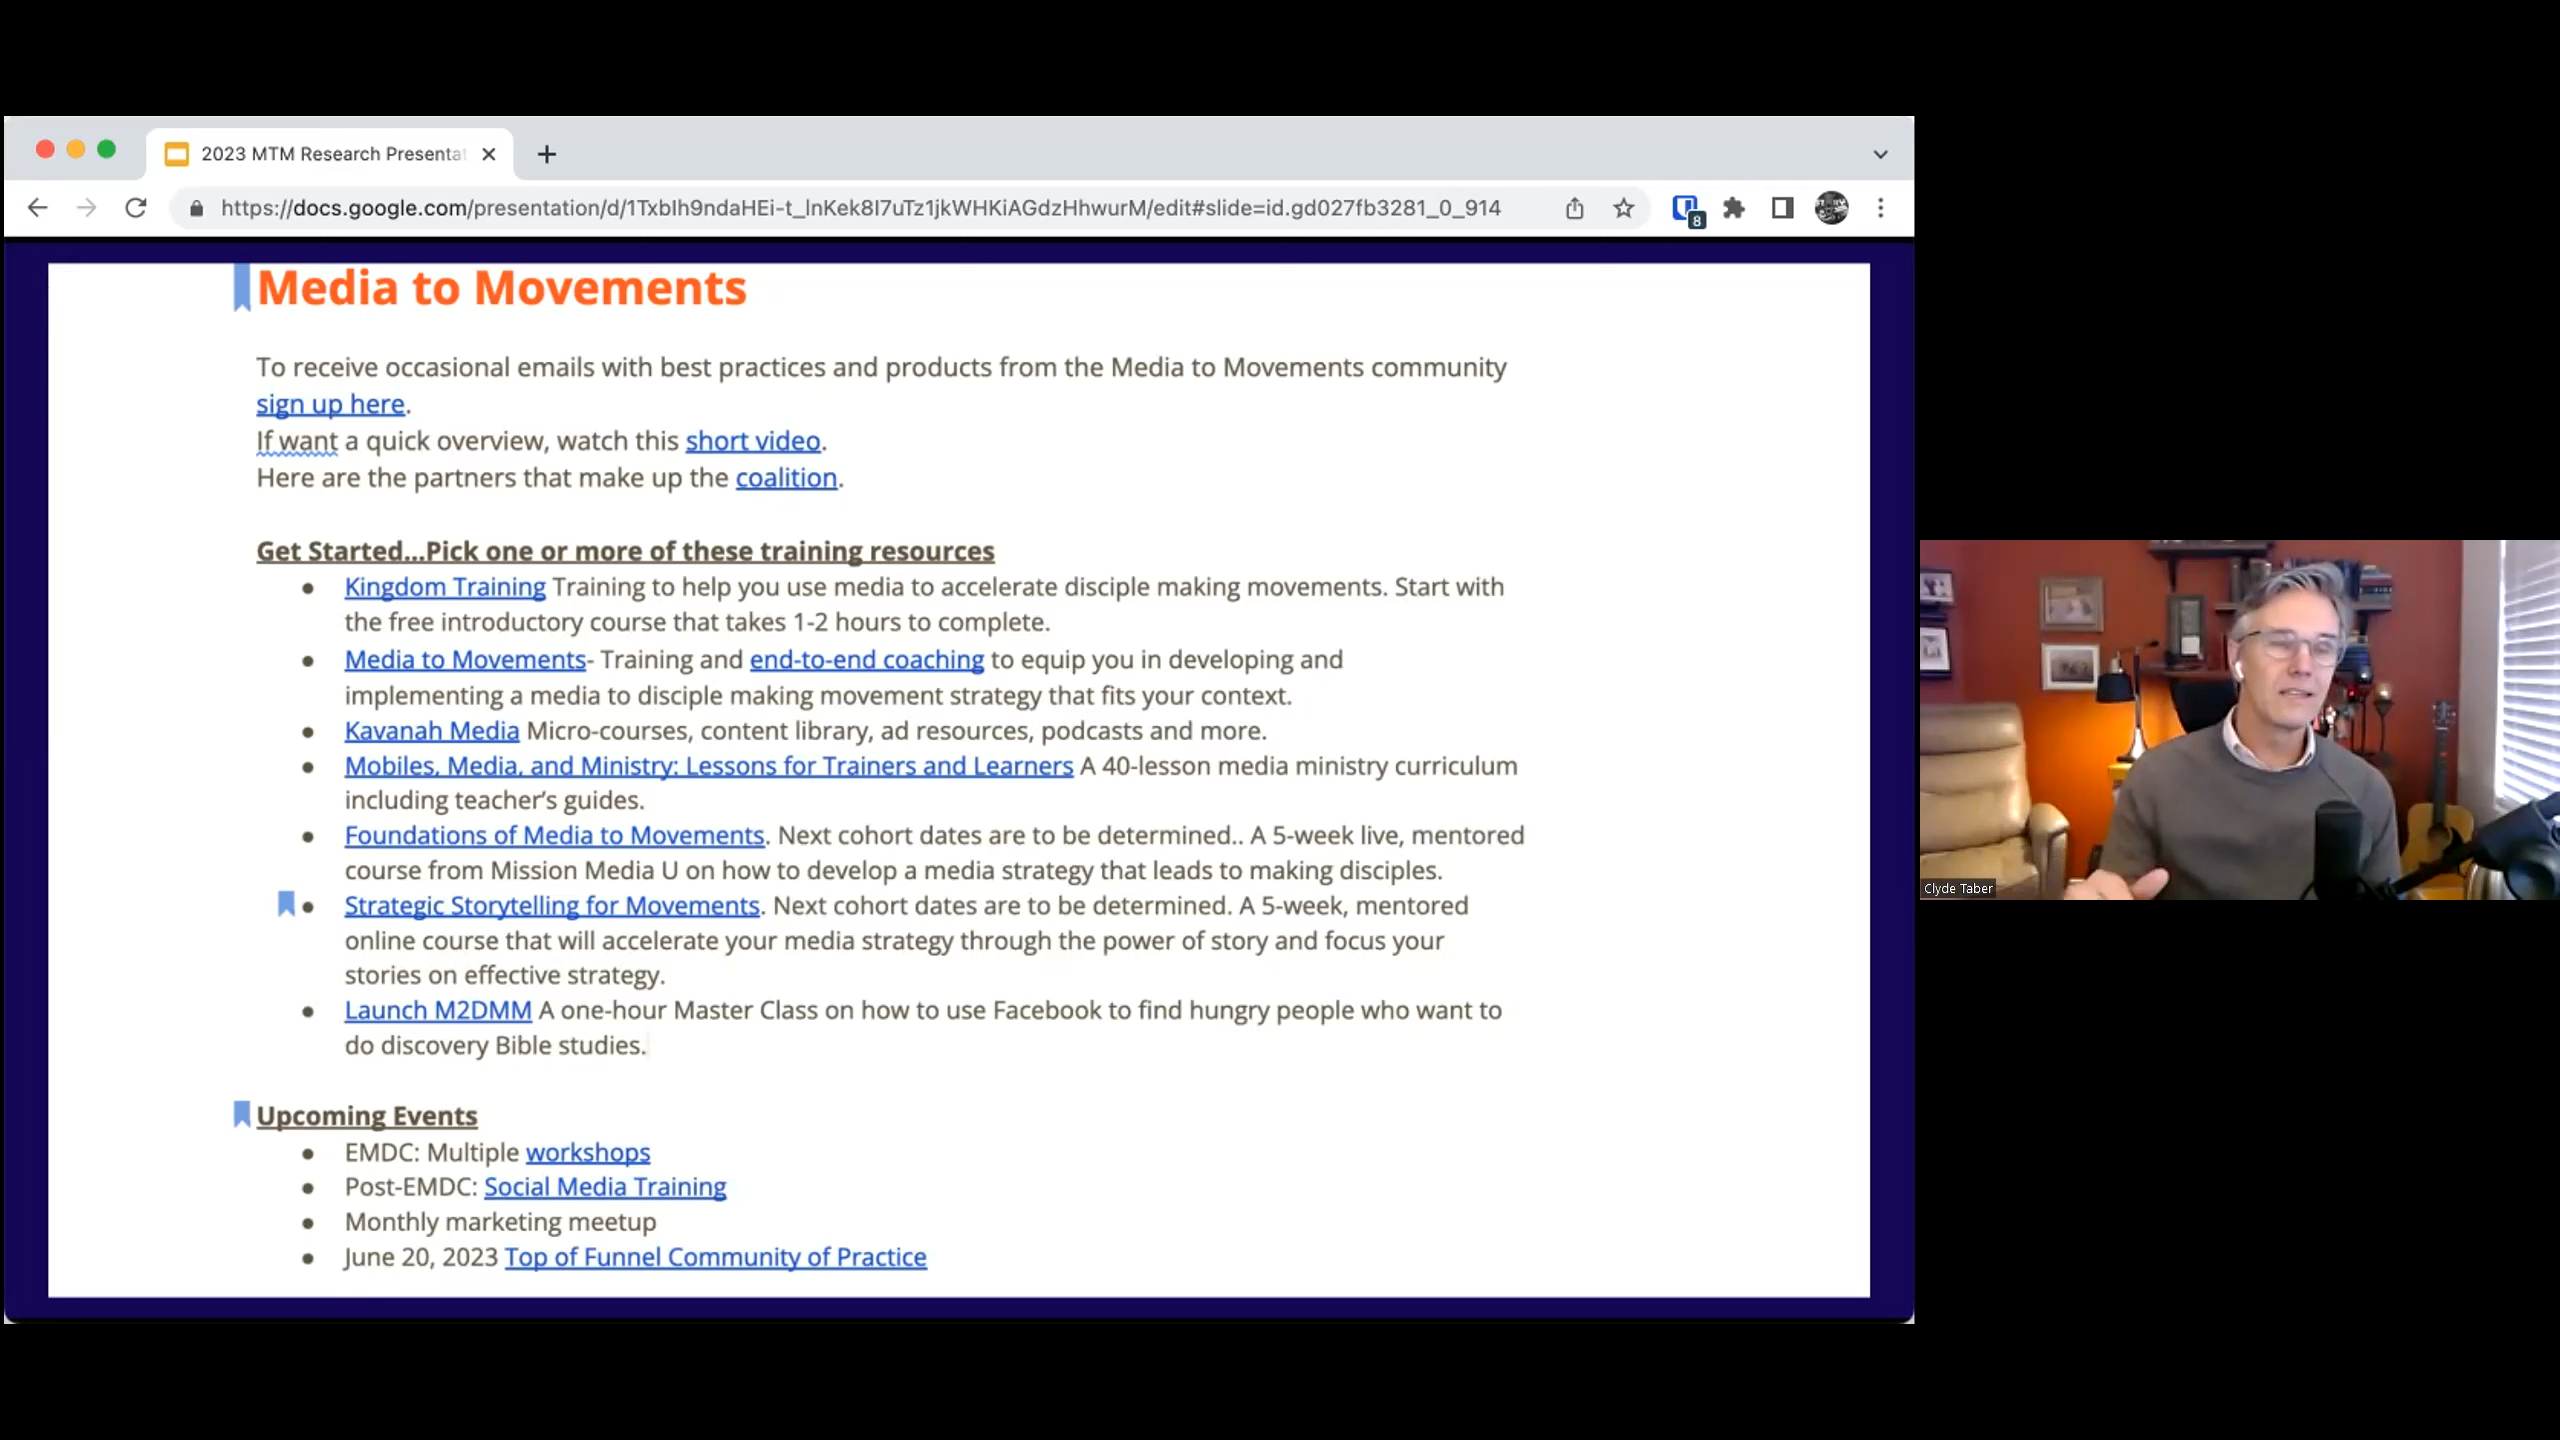 2023 MTM Research Presentat
https://docs.google.com/presentation/d/1TxbIh9ndaHEi-t_lnKek8I7uTz1jkWHKiAGdzHhwurM/edit#slide=id.gd027fb3281_0_914
8
Media to Movements
To receive occasional emails with best practices and products from the Media to Movements community
sign up here.
If want a quick overview, watch this short video.
Here are the partners that make up the coalition.
Get Started...Pick one or more of these training resources
● Kingdom Training Training to help you use media to accelerate disciple making movements. Start with
the free introductory course that takes 1-2 hours to complete.
● Media to Movements- Training and end-to-end coaching to equip you in developing and
implementing a media to disciple making movement strategy that fits your context.
● Kavanah Media Micro-courses, content library, ad resources, podcasts and more.
● Mobiles, Media, and Ministry: Lessons for Trainers and Learners A 40-lesson media ministry curriculum
including teacher’s guides.
● Foundations of Media to Movements. Next cohort dates are to be determined.. A 5-week live, mentored
course from Mission Media U on how to develop a media strategy that leads to making disciples.
● Strategic Storytelling for Movements. Next cohort dates are to be determined. A 5-week, mentored
online course that will accelerate your media strategy through the power of story and focus your
stories on effective strategy.
● Launch M2DMM A one-hour Master Class on how to use Facebook to find hungry people who want to
do discovery Bible studies.
Upcoming Events
● EMDC: Multiple workshops
● Post-EMDC: Social Media Training
● Monthly marketing meetup
● June 20, 2023 Top of Funnel Community of Practice
Clyde Taber